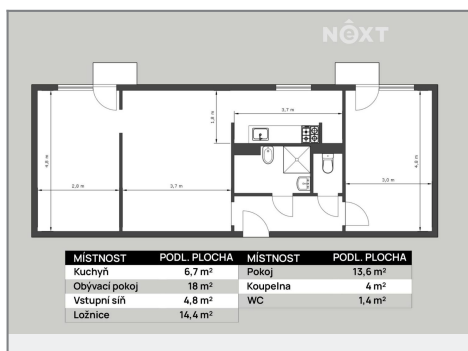 NEXT
3,7 m
1,8 m
4,8 m
4,8 m
2,8 m
3,7 m
3,0 m
MÍSTNOST PODL. PLOCHA MÍSTNOST PODL. PLOCHA
Kuchyň 6,7 m² Pokoj 13,6 m²
Obývací pokoj 18 m² Koupelna 4 m²
Vstupní síň 4,8 m² WC 1,4 m²
Ložnice 14,4 m²